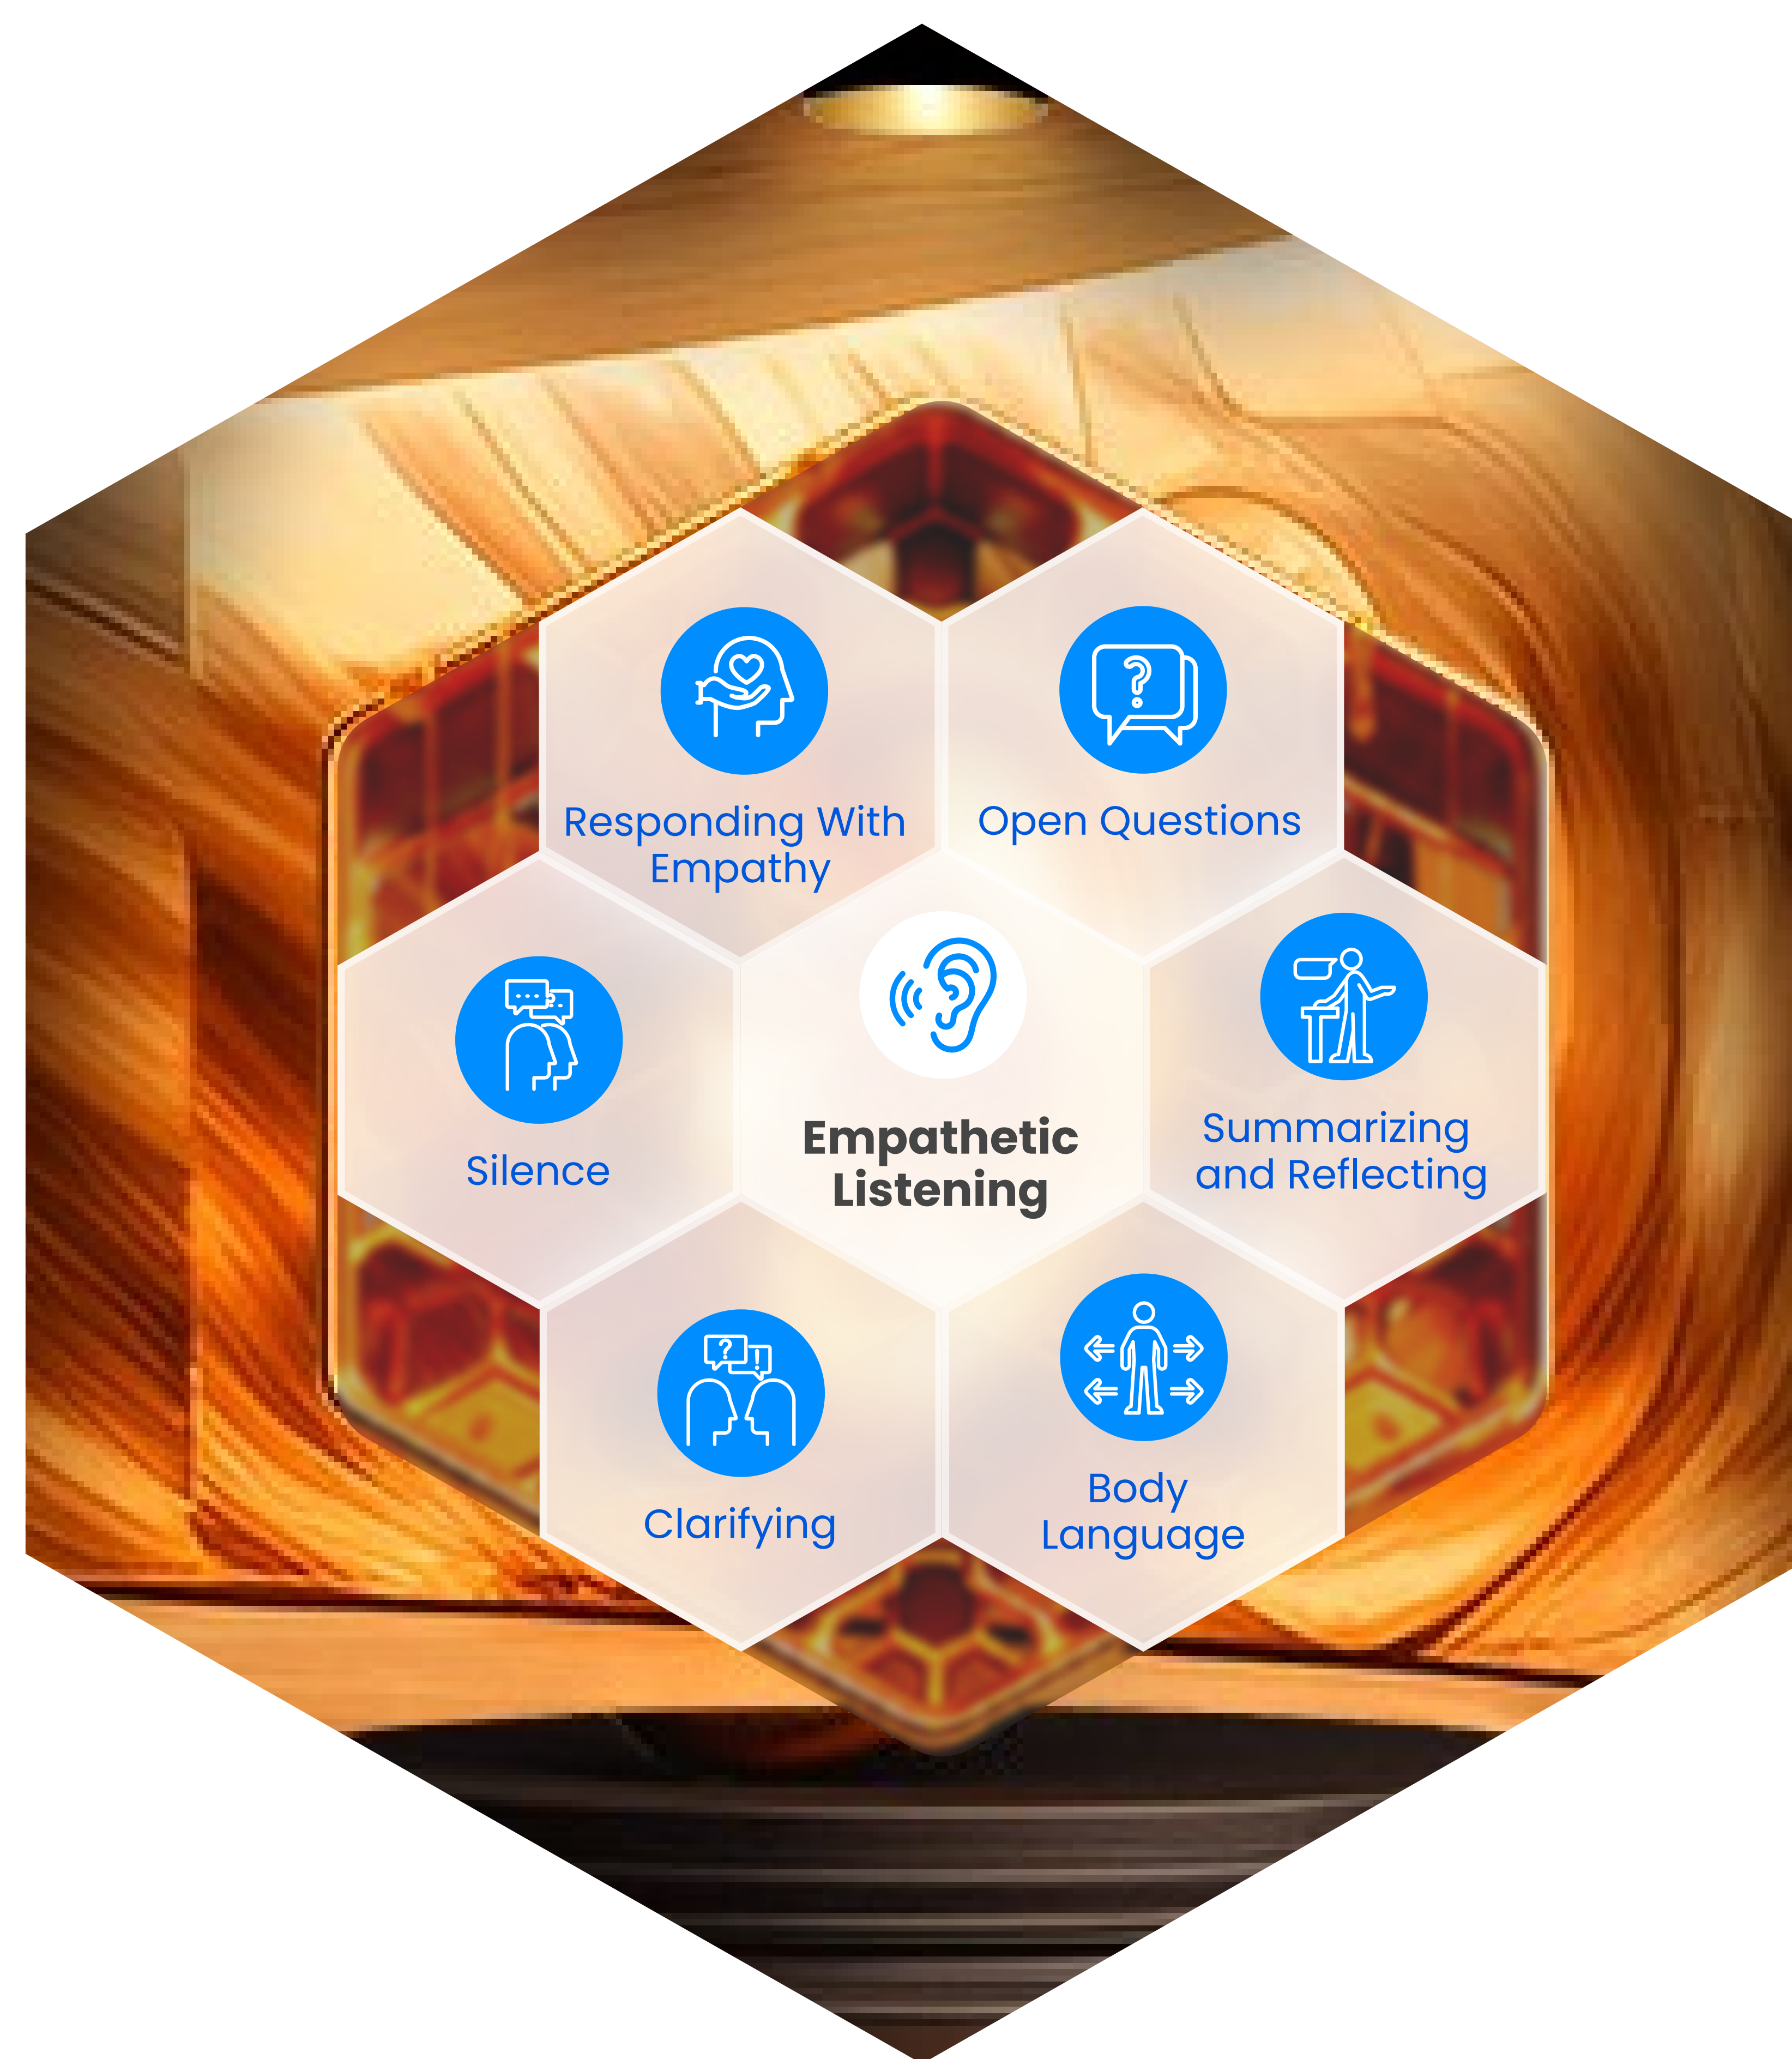 Responding With
Empathy
Open Questions
Silence
Empathetic
Listening
Summarizing
and Reflecting
Clarifying
Body
Language